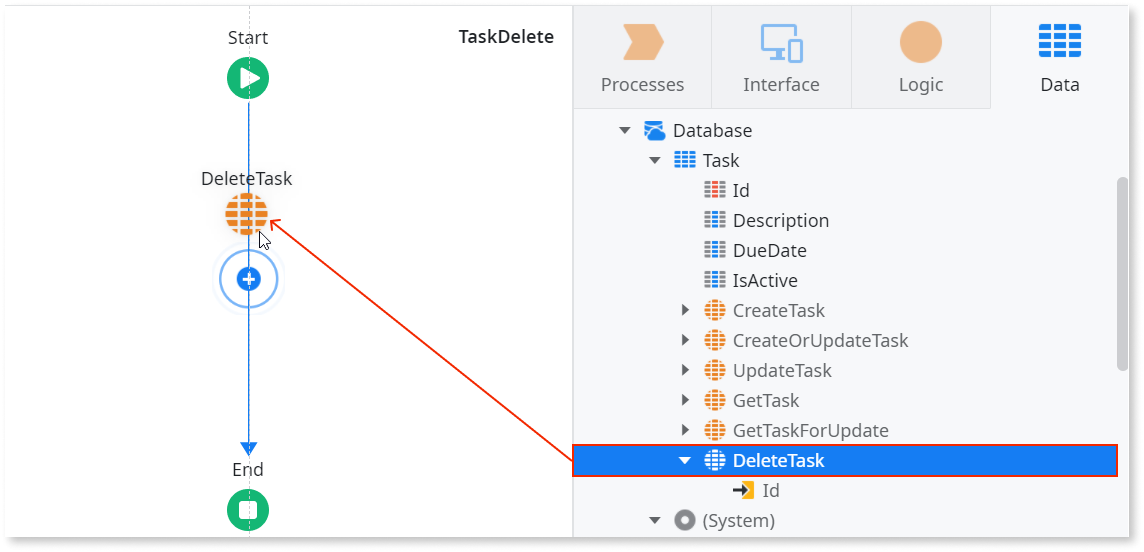 Start
TaskDelete
DeleteTask
End
Processes
Interface
Logic
Data
Database
Task
Id
Description
DueDate
IsActive
CreateTask
CreateOrUpdateTask
UpdateTask
GetTask
GetTaskForUpdate
DeleteTask
Id
(System)